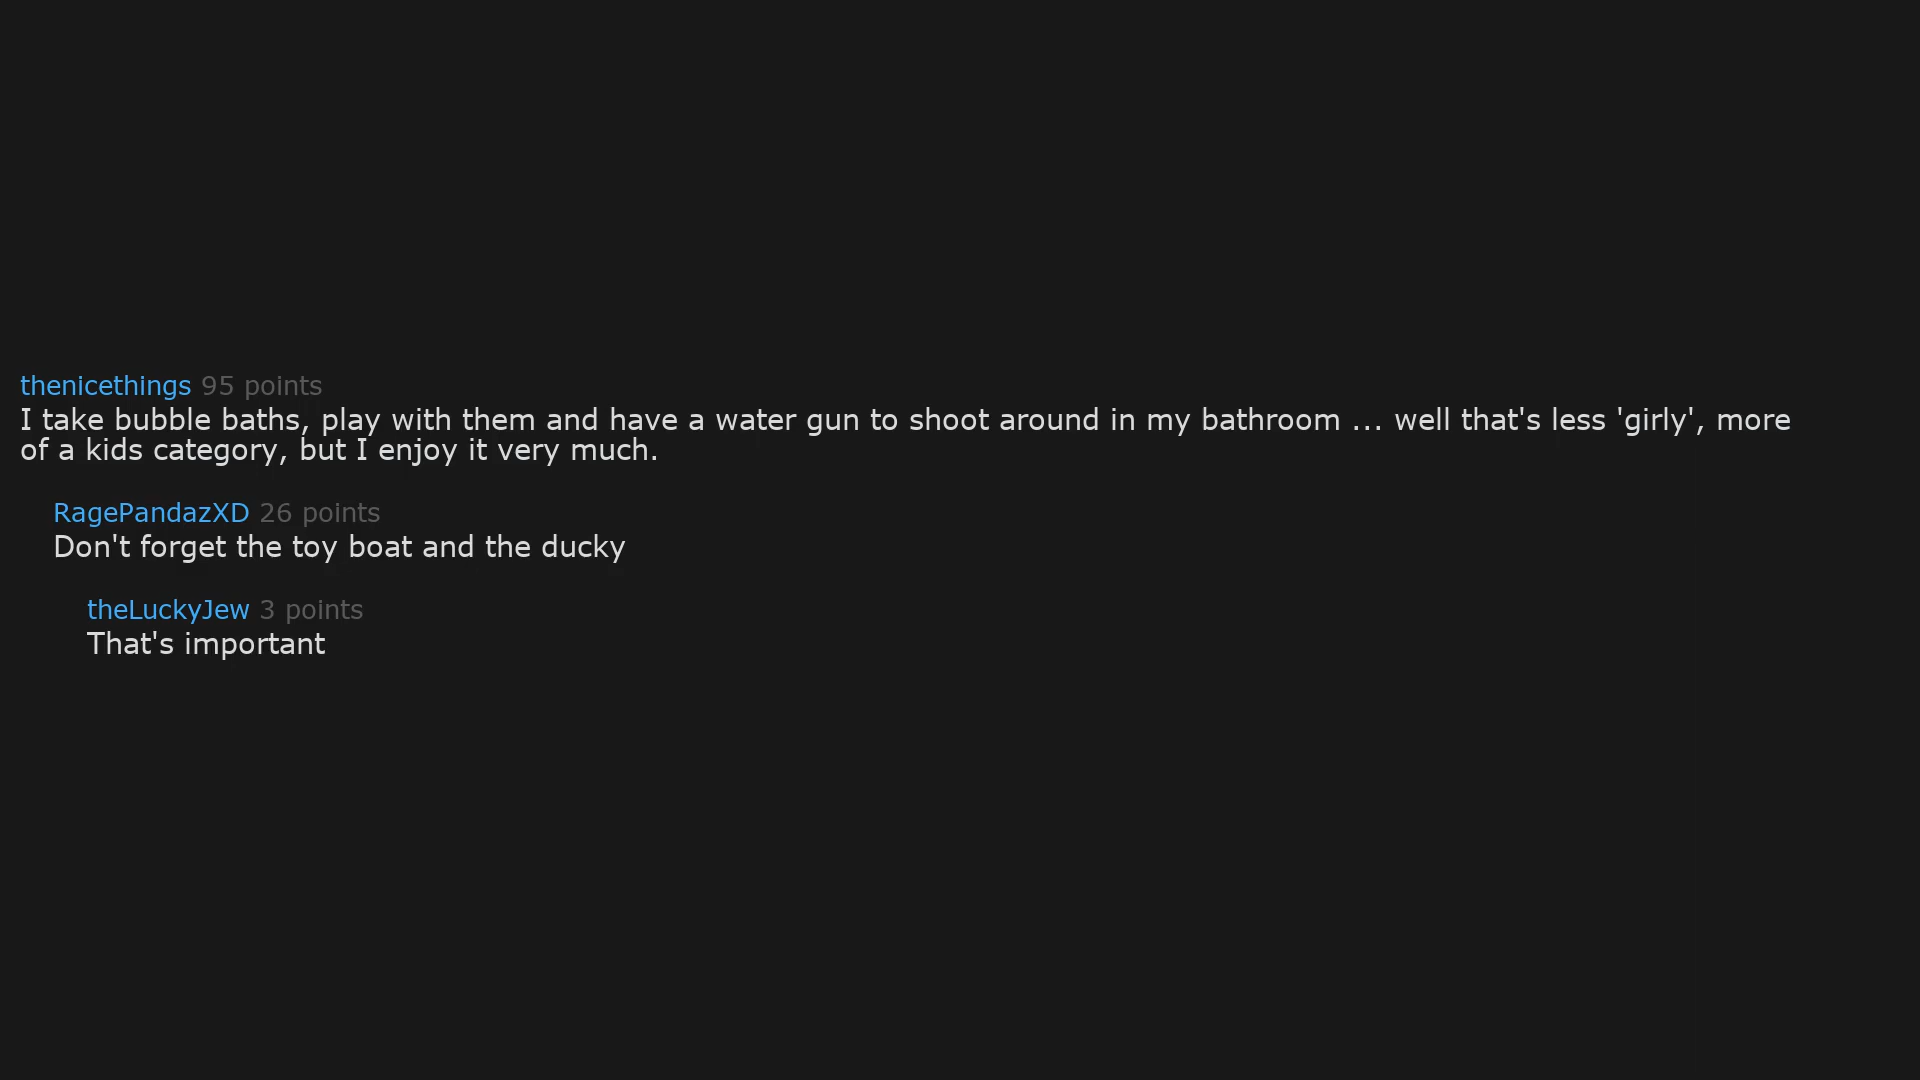 thenicethings 95 points
I take bubble baths, play with them and have a water gun to shoot around in my bathroom ... well that's less 'girly', more
of a kids category, but I enjoy it very much.
RagePandazXD 26 points
Don't forget the toy boat and the ducky
theLuckyJew 3 points
That's important